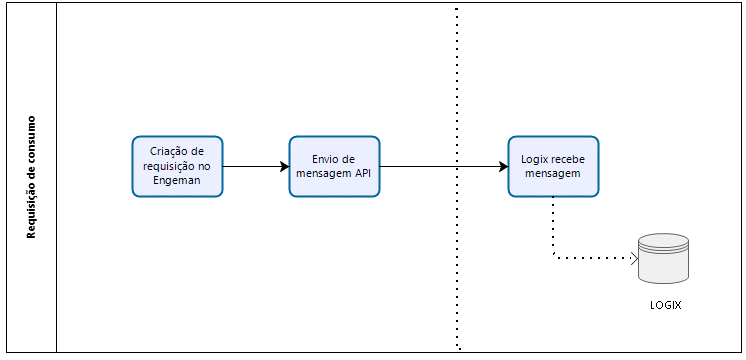 Requisição de consumo
Criação de
requisição no
Engeman
Envio de
mensagem API
Logix recebe
mensagem
LOGIX